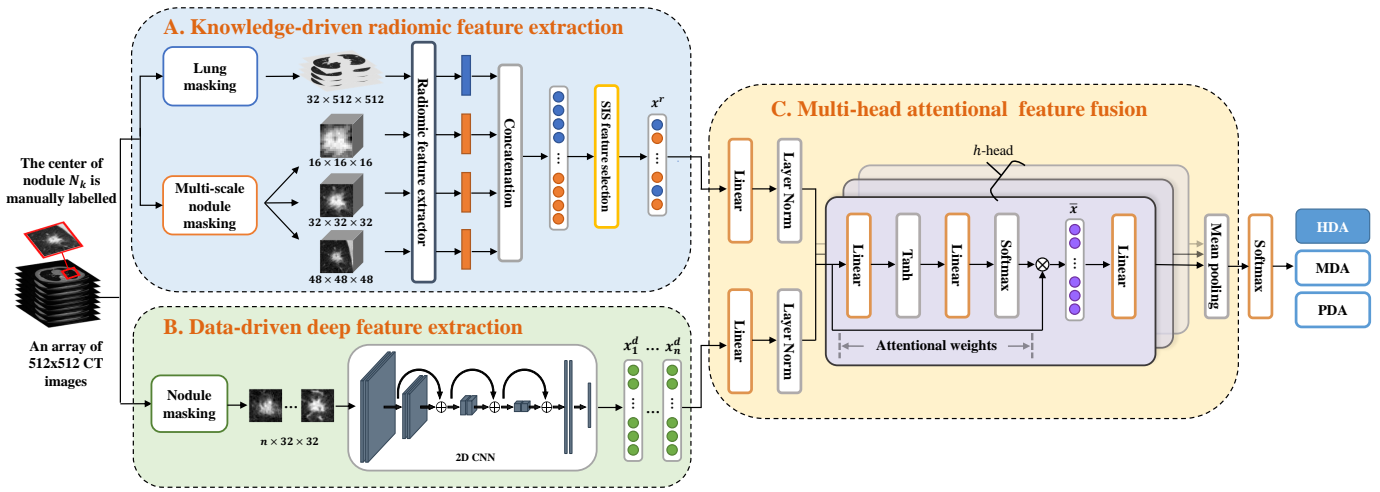 The center of
nodule N_k is
manually labelled
An array of
512x512 CT
images
A. Knowledge-driven radiomic feature extraction
Lung
masking
32 × 512 × 512
16 × 16 × 16
Multi-scale
nodule
masking
32 × 32 × 32
48 × 48 × 48
Radiomic feature extractor
Concatenation
...
SIS feature selection
x^r
...
B. Data-driven deep feature extraction
Nodule
masking
...
n × 32 × 32
2D CNN
x_1^d ... x_n^d
... ... ...
...
C. Multi-head attentional feature fusion
Linear
Layer Norm
Linear
Layer Norm
h-head
Linear
Tanh
Linear
Softmax
x̄
...
Linear
Attentional weights
Mean pooling
Softmax
HDA
MDA
PDA